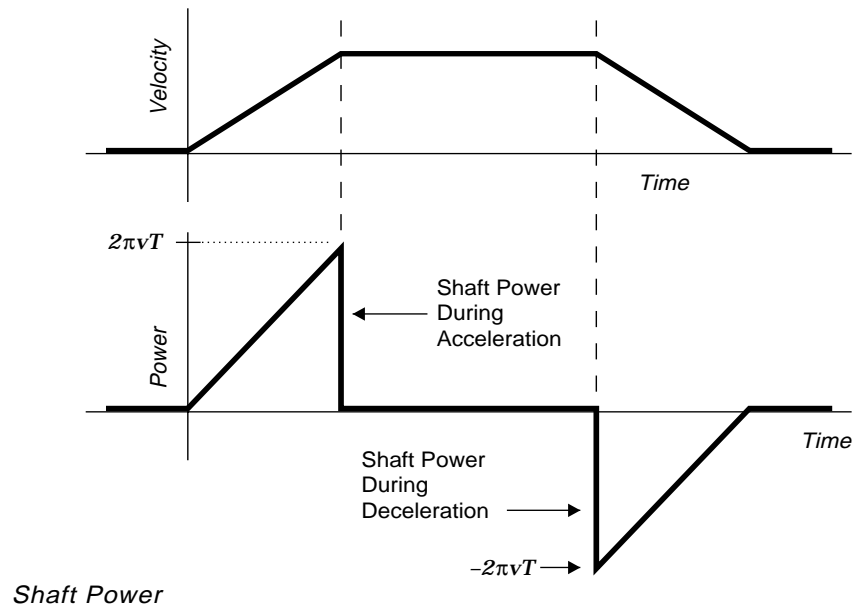 Velocity
Time
2πvT
Shaft Power
During
Acceleration
Power
Time
Shaft Power
During
Deceleration
–2πvT
Shaft Power